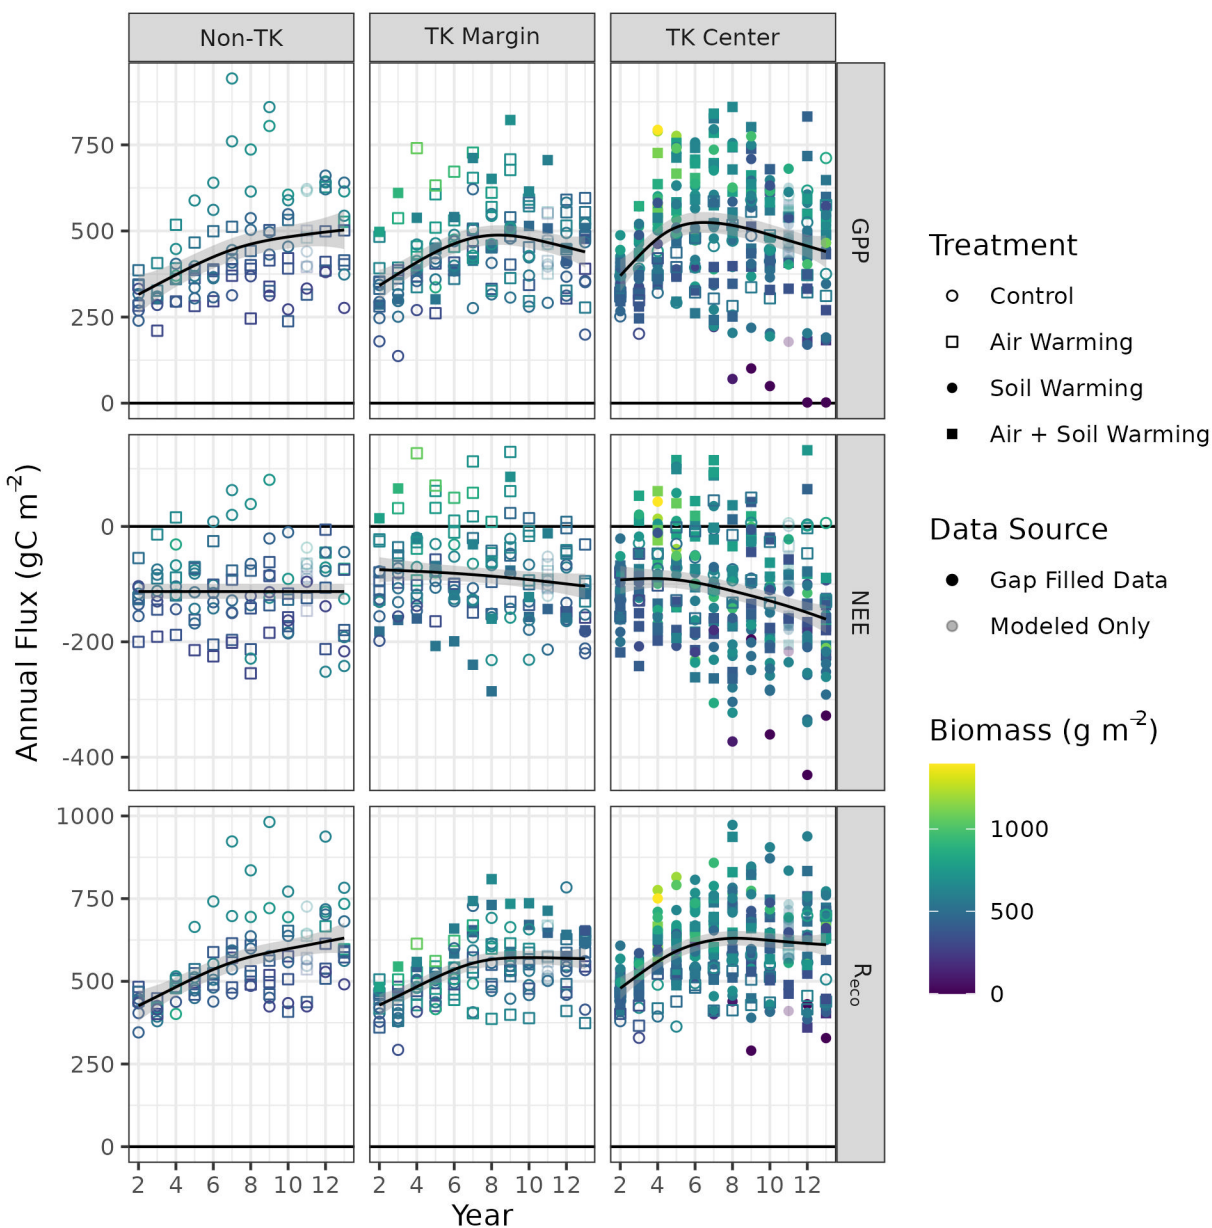 Non-TK TK Margin TK Center
750
500
250
0
GPP
0
-200
-400
NEE
1000
750
500
250
0
Reco
2 4 6 8 10 12 2 4 6 8 10 12 2 4 6 8 10 12
Year
Annual Flux (gC m⁻²)
Treatment
Control
Air Warming
Soil Warming
Air + Soil Warming
Data Source
Gap Filled Data
Modeled Only
Biomass (g m⁻²)
1000
500
0